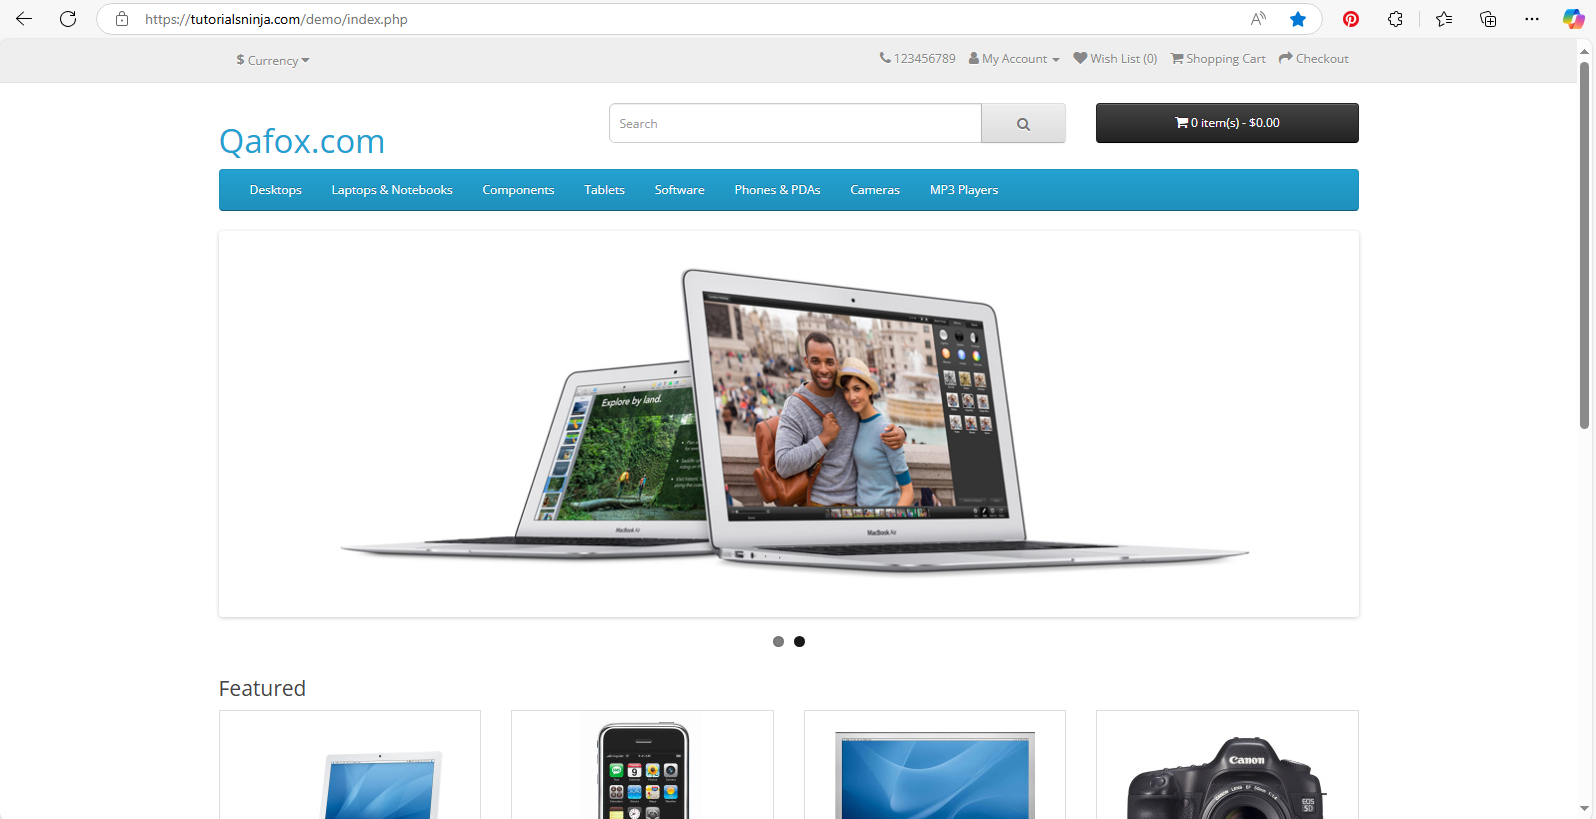 https://tutorialsninja.com/demo/index.php
$ Currency
123456789 My Account Wish List (0) Shopping Cart Checkout
Qafox.com
Search
0 item(s) - $0.00
Desktops Laptops & Notebooks Components Tablets Software Phones & PDAs Cameras MP3 Players
Explore by land.
MacBook Air
MacBook Air
Featured
Canon
EOS
5D